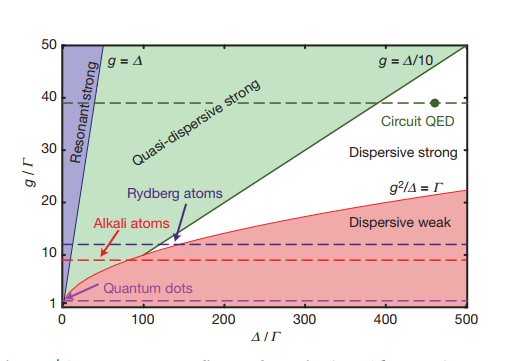 50
40
30
20
10
1
g / Γ
Resonant strong
g = Δ
Quasi-dispersive strong
g = Δ/10
Circuit QED
Dispersive strong
Rydberg atoms
g²/Δ = Γ
Alkali atoms
Dispersive weak
Quantum dots
0 100 200 300 400 500
Δ / Γ